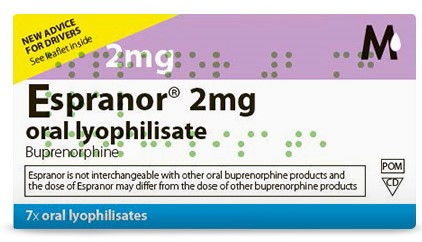 NEW ADVICE
FOR DRIVERS
See leaflet inside
2mg
M
Espranor® 2mg
oral lyophilisate
Buprenorphine
Espranor is not interchangeable with other oral buprenorphine products and
the dose of Espranor may differ from the dose of other buprenorphine products
POM
CD
7x oral lyophilisates